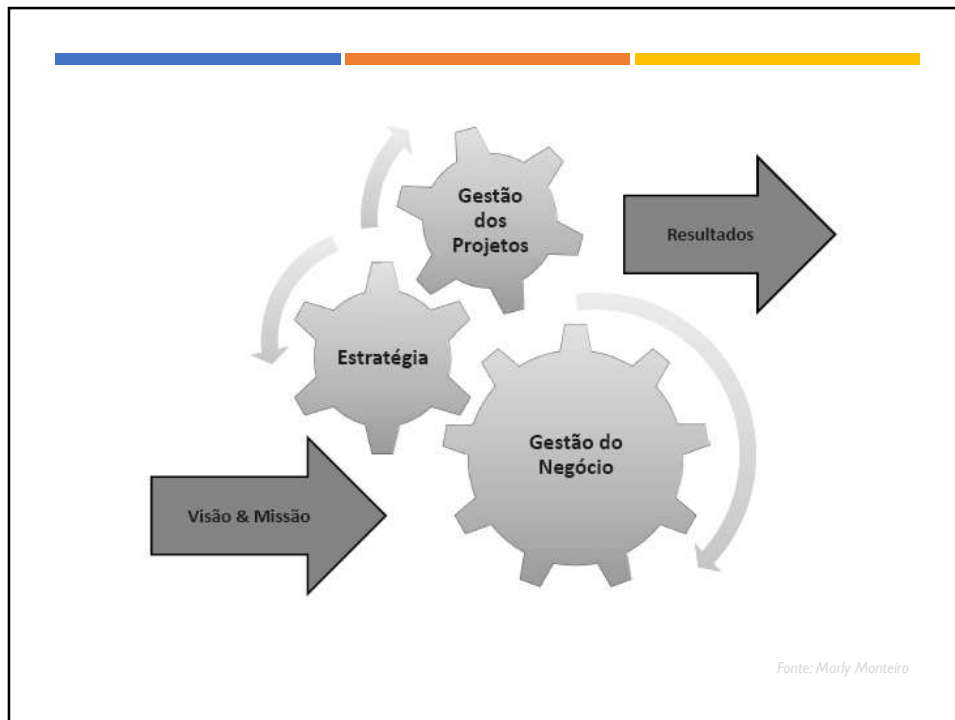 Gestão
dos
Projetos
Resultados
Estratégia
Gestão do
Negócio
Visão & Missão
Fonte: Marly Monteiro